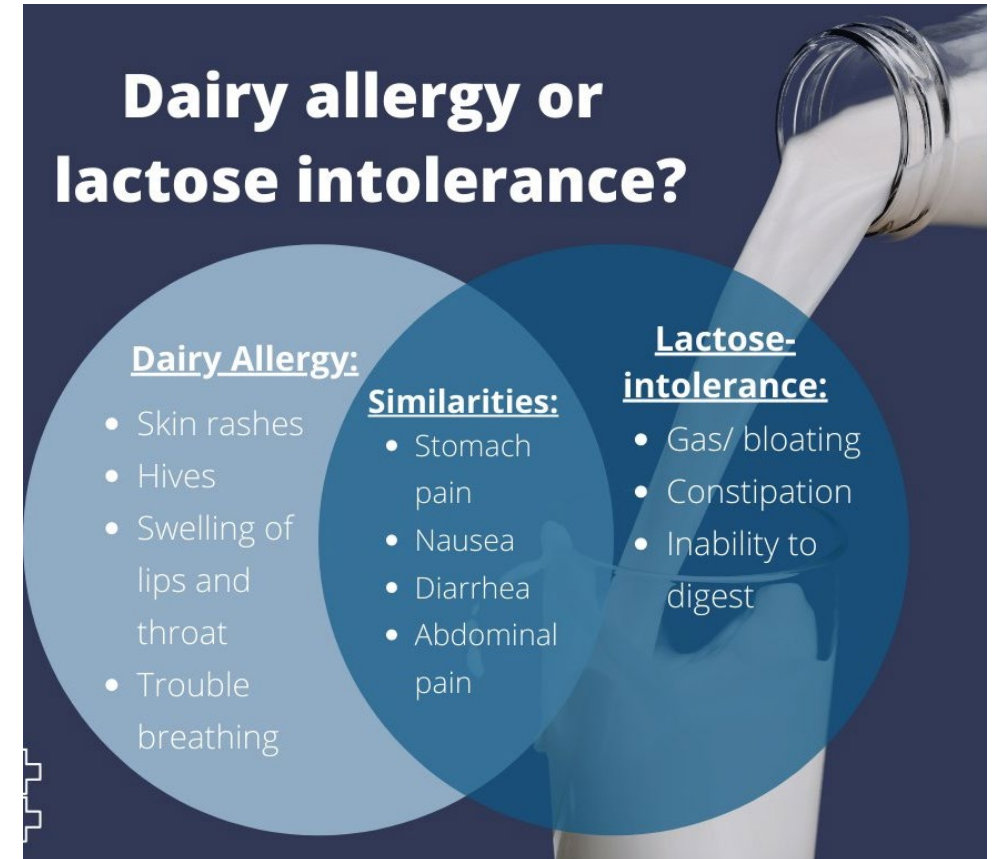 Dairy allergy or
lactose intolerance?
Dairy Allergy:
• Skin rashes
• Hives
• Swelling of
lips and
throat
• Trouble
breathing
Similarities:
• Stomach
pain
• Nausea
• Diarrhea
• Abdominal
pain
Lactose-
intolerance:
• Gas/ bloating
• Constipation
• Inability to
digest